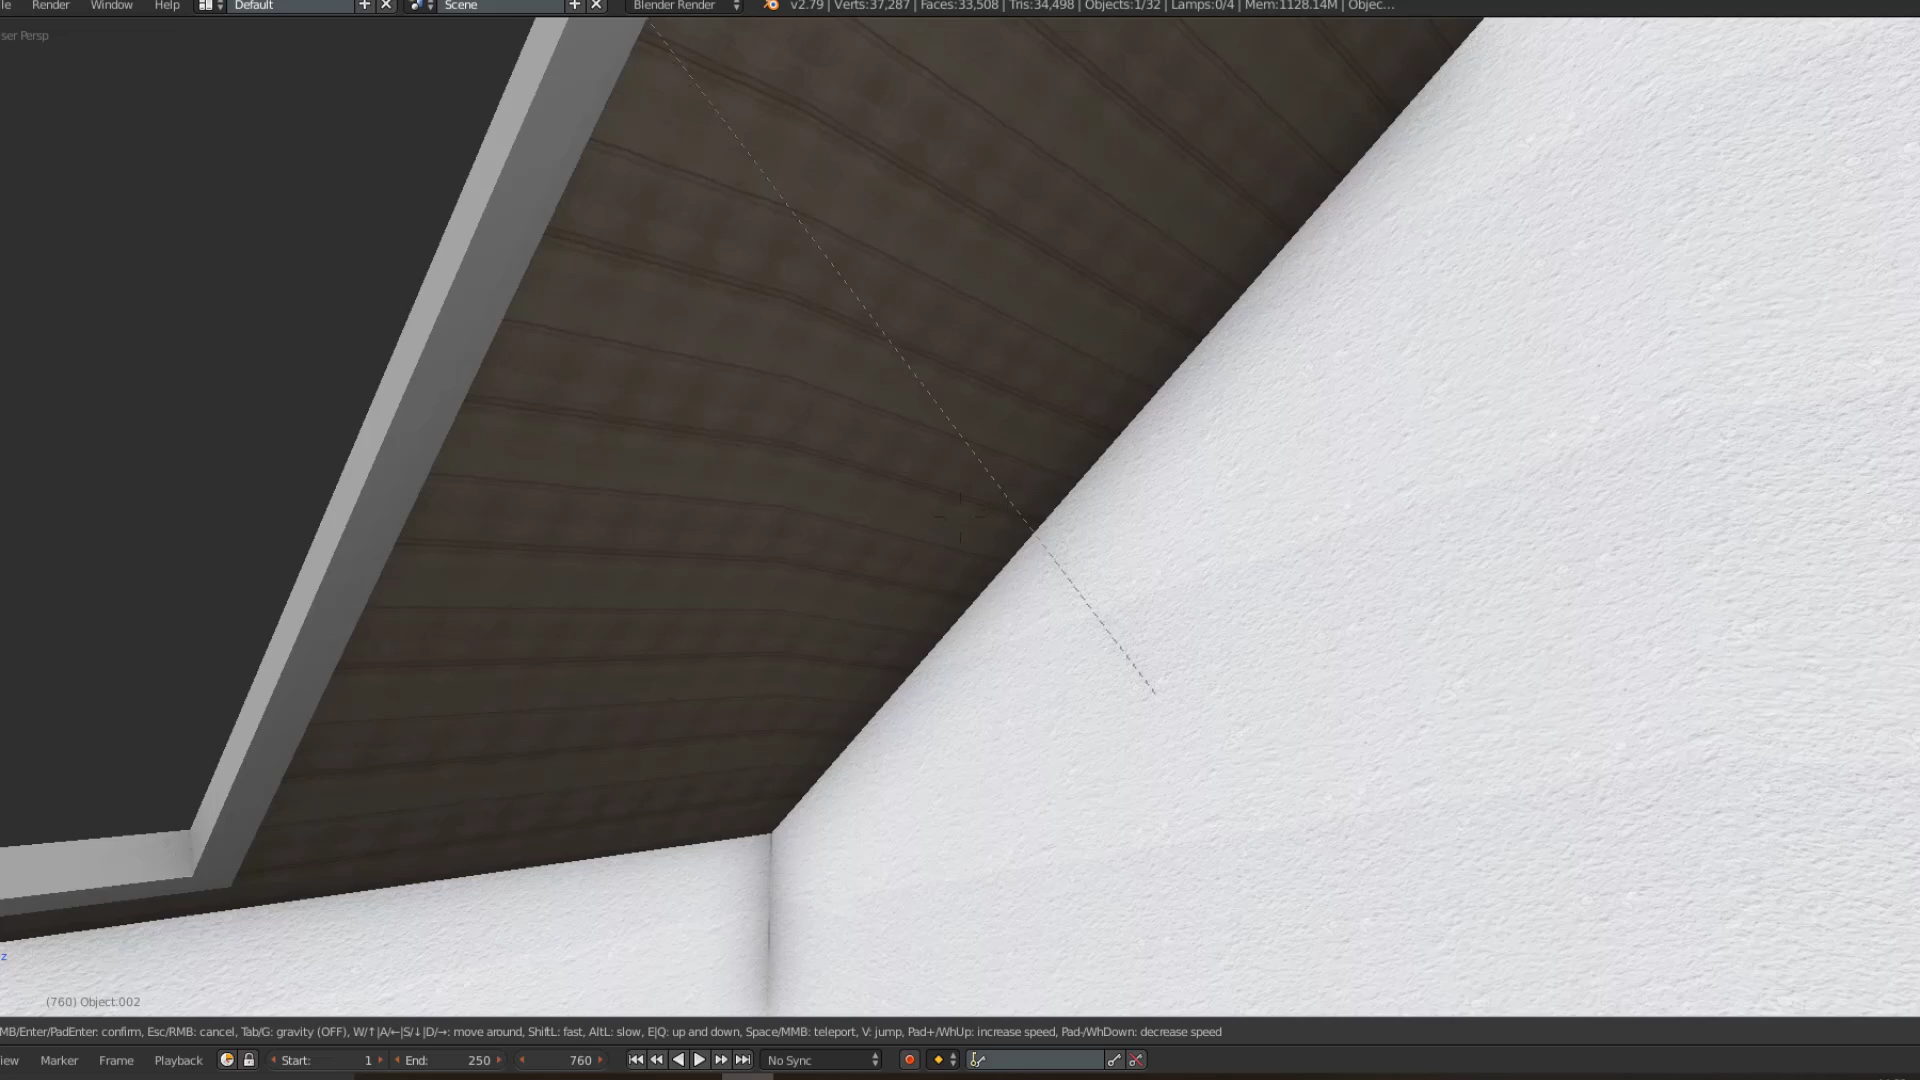 le Render Window Help Default Scene Blender Render v2.79 | Verts:37,287 | Faces:33,508 | Tris:34,498 | Objects:1/32 | Lamps:0/4 | Mem:1128.14M | Objec...
ser Persp
z
(760) Object.002
MB/Enter/PadEnter: confirm, Esc/RMB: cancel, Tab/G: gravity (OFF), W/↑|A/←|S/↓|D/→: move around, ShiftL: fast, AltL: slow, E|Q: up and down, Space/MMB: teleport, V: jump, Pad+/WhUp: increase speed, Pad-/WhDown: decrease speed
iew Marker Frame Playback Start: 1 End: 250 760 No Sync